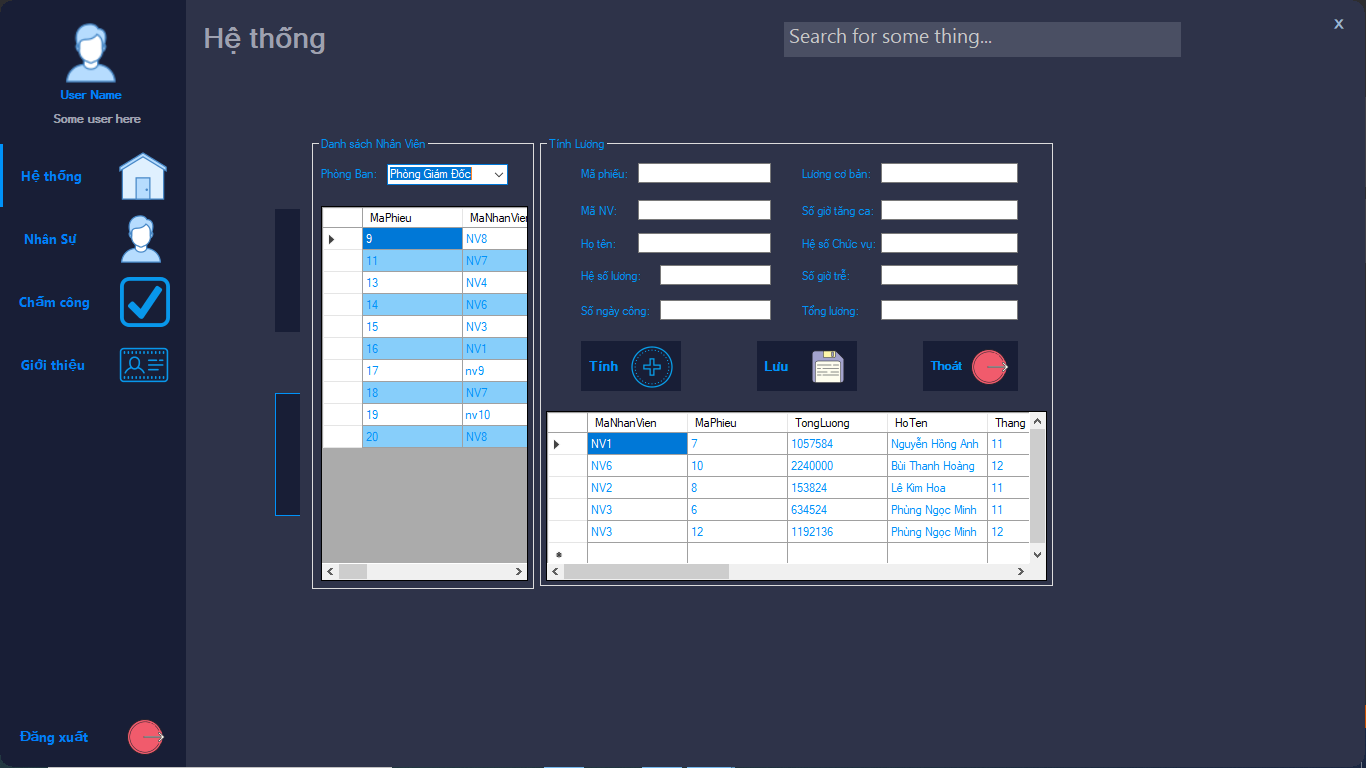 Hệ thống
Search for some thing...
X
User Name
Some user here
Hệ thống
Nhân Sự
Chấm công
Giới thiệu
Đăng xuất
Danh sách Nhân Viên
Phòng Ban: Phòng Giám Đốc
MaPhieu MaNhanVien
9 NV8
11 NV7
13 NV4
14 NV6
15 NV3
16 NV1
17 nv9
18 NV7
19 nv10
20 NV8
Tính Lương
Mã phiếu: Lương cơ bản:
Mã NV: Số giờ tăng ca:
Họ tên: Hệ số Chức vụ:
Hệ số lương: Số giờ trễ:
Số ngày công: Tổng lương:
Tính Lưu Thoát
MaNhanVien MaPhieu TongLuong HoTen Thang
NV1 7 1057584 Nguyễn Hồng Anh 11
NV6 10 2240000 Bùi Thanh Hoàng 12
NV2 8 153824 Lê Kim Hoa 11
NV3 6 634524 Phùng Ngọc Minh 11
NV3 12 1192136 Phùng Ngọc Minh 12